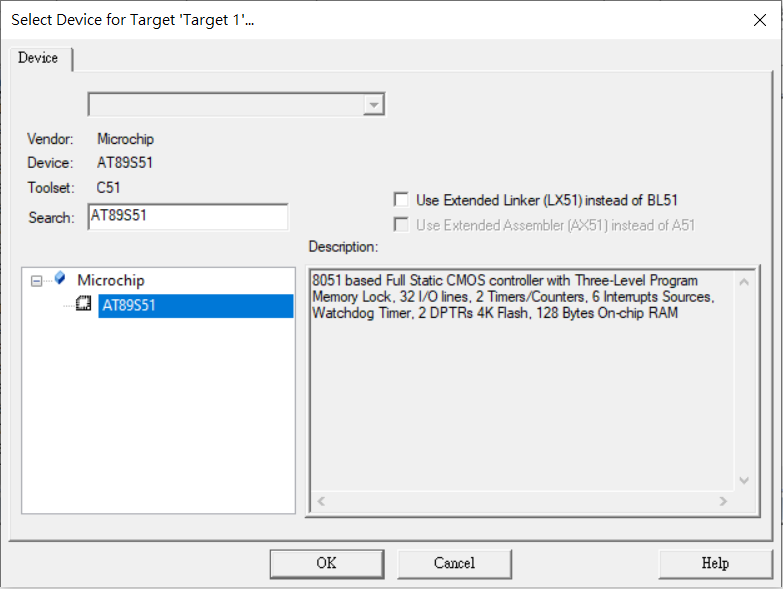 Select Device for Target 'Target 1'...
Device
Vendor: Microchip
Device: AT89S51
Toolset: C51
Search: AT89S51
Use Extended Linker (LX51) instead of BL51
Use Extended Assembler (AX51) instead of A51
Description:
Microchip
AT89S51
8051 based Full Static CMOS controller with Three-Level Program
Memory Lock, 32 I/O lines, 2 Timers/Counters, 6 Interrupts Sources,
Watchdog Timer, 2 DPTRs 4K Flash, 128 Bytes On-chip RAM
OK
Cancel
Help